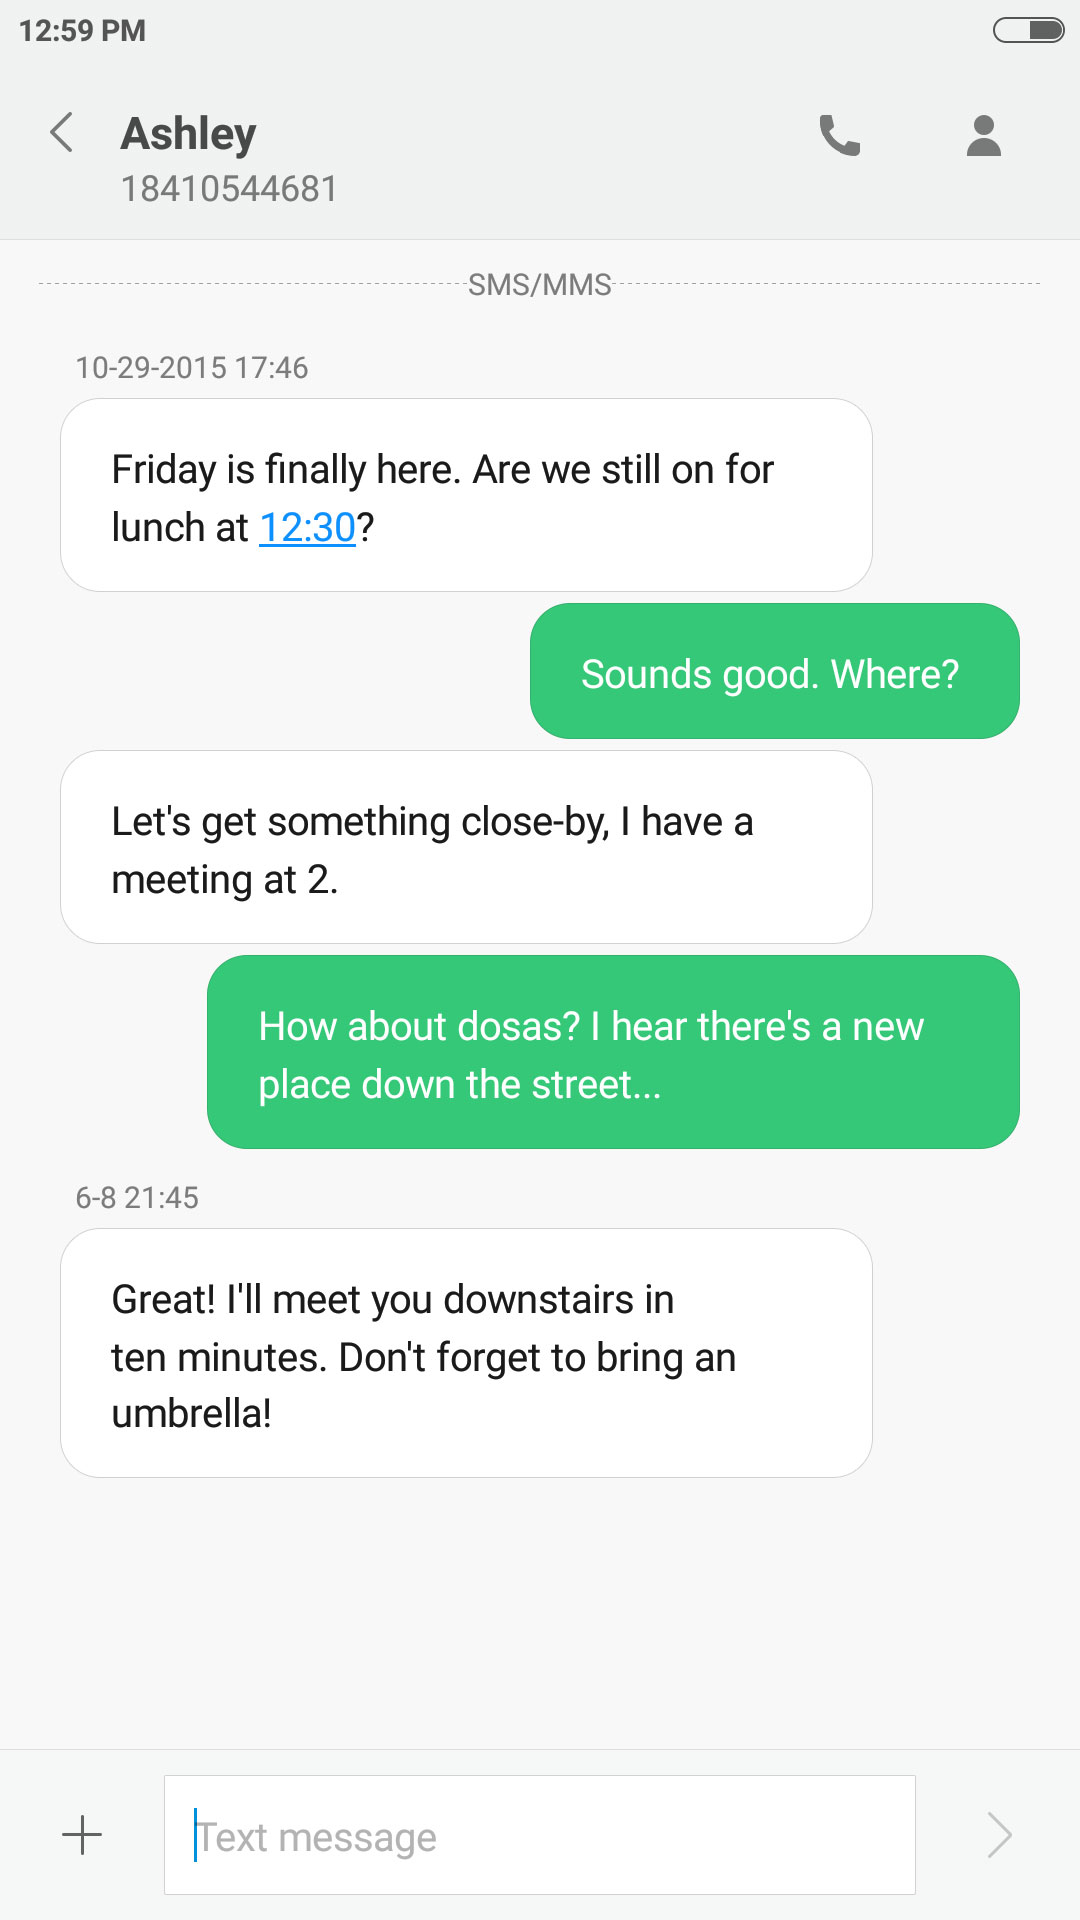 12:59 PM
Ashley
18410544681
SMS/MMS
10-29-2015 17:46
Friday is finally here. Are we still on for
lunch at 12:30?
Sounds good. Where?
Let's get something close-by, I have a
meeting at 2.
How about dosas? I hear there's a new
place down the street...
6-8 21:45
Great! I'll meet you downstairs in
ten minutes. Don't forget to bring an
umbrella!
Text message